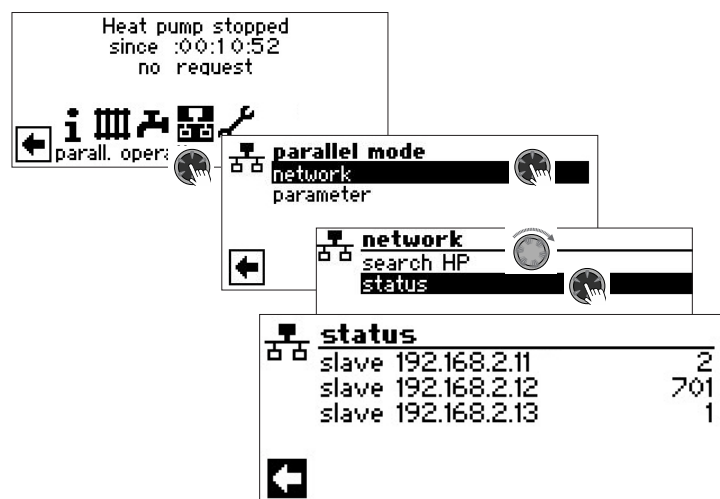 Heat pump stopped
since :00:10:52
no request
parall. opera
parallel mode
network
parameter
network
search HP
status
status
slave 192.168.2.11 2
slave 192.168.2.12 701
slave 192.168.2.13 1